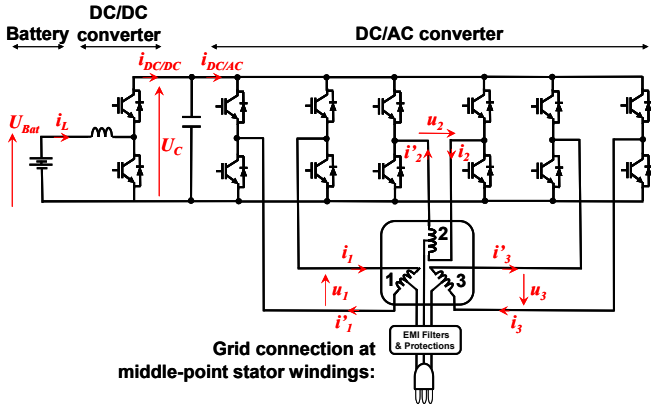 Battery
DC/DC
converter
DC/AC converter
i_DC/DC
i_DC/AC
U_Bat
i_L
U_C
u_2
i'_2
i_2
2
i_1
1
3
i'_3
u_1
u_3
i'_1
i_3
EMI Filters
& Protections
Grid connection at
middle-point stator windings: